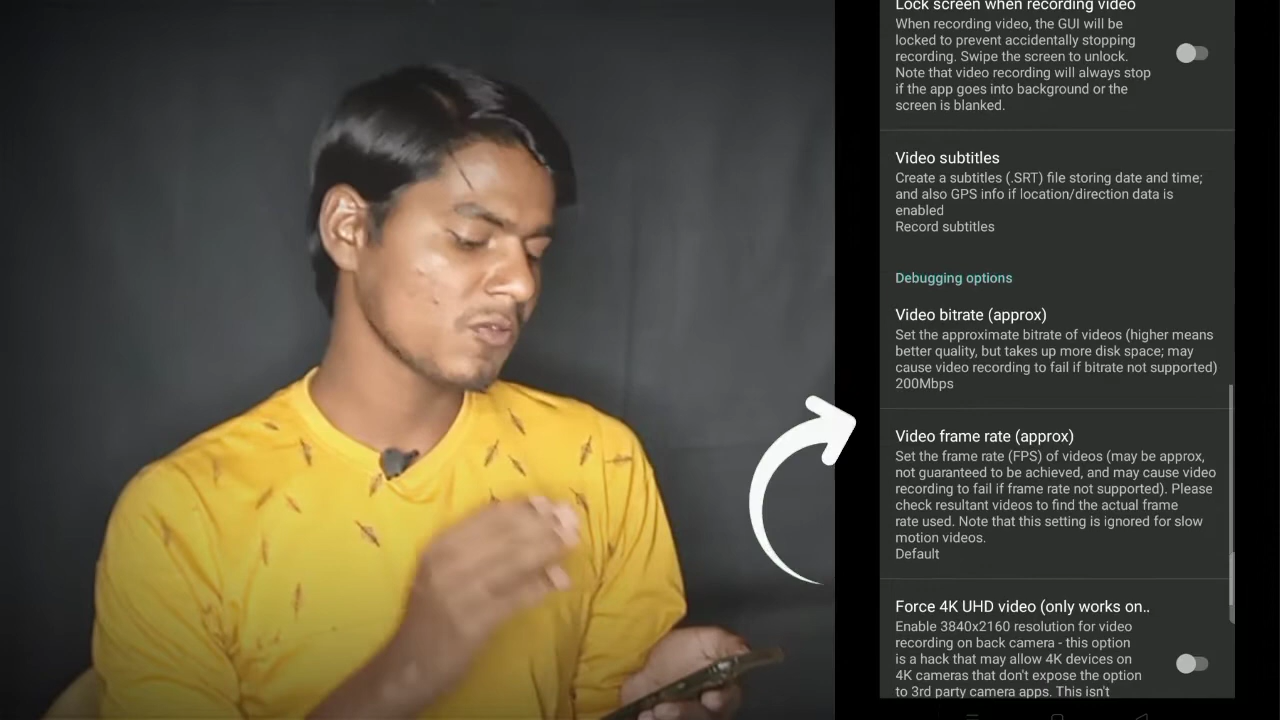 Lock screen when recording video
When recording video, the GUI will be
locked to prevent accidentally stopping
recording. Swipe the screen to unlock.
Note that video recording will always stop
if the app goes into background or the
screen is blanked.
Video subtitles
Create a subtitles (.SRT) file storing date and time;
and also GPS info if location/direction data is
enabled
Record subtitles
Debugging options
Video bitrate (approx)
Set the approximate bitrate of videos (higher means
better quality, but takes up more disk space; may
cause video recording to fail if bitrate not supported)
200Mbps
Video frame rate (approx)
Set the frame rate (FPS) of videos (may be approx,
not guaranteed to be achieved, and may cause video
recording to fail if frame rate not supported). Please
check resultant videos to find the actual frame
rate used. Note that this setting is ignored for slow
motion videos.
Default
Force 4K UHD video (only works on..
Enable 3840x2160 resolution for video
recording on back camera - this option
is a hack that may allow 4K devices on
4K cameras that don't expose the option
to 3rd party camera apps. This isn't